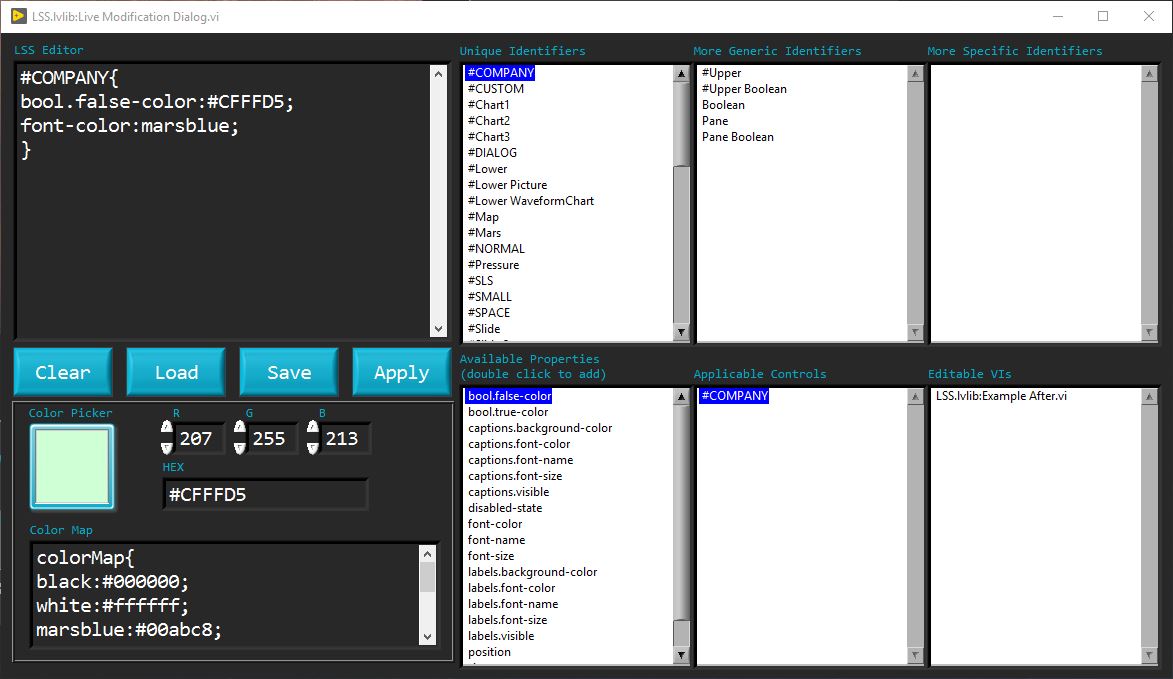 LSS.lvlib:Live Modification Dialog.vi
LSS Editor
#COMPANY{
bool.false-color:#CFFFD5;
font-color:marsblue;
}
Clear
Load
Save
Apply
Color Picker
R
G
B
207
255
213
HEX
#CFFFD5
Color Map
colorMap{
black:#000000;
white:#ffffff;
marsblue:#00abc8;
Unique Identifiers
#COMPANY
#CUSTOM
#Chart1
#Chart2
#Chart3
#DIALOG
#Lower
#Lower Picture
#Lower WaveformChart
#Map
#Mars
#NORMAL
#Pressure
#SLS
#SMALL
#SPACE
#Slide
More Generic Identifiers
#Upper
#Upper Boolean
Boolean
Pane
Pane Boolean
More Specific Identifiers
Available Properties
(double click to add)
bool.false-color
bool.true-color
captions.background-color
captions.font-color
captions.font-name
captions.font-size
captions.visible
disabled-state
font-color
font-name
font-size
labels.background-color
labels.font-color
labels.font-name
labels.font-size
labels.visible
position
Applicable Controls
#COMPANY
Editable VIs
LSS.lvlib:Example After.vi